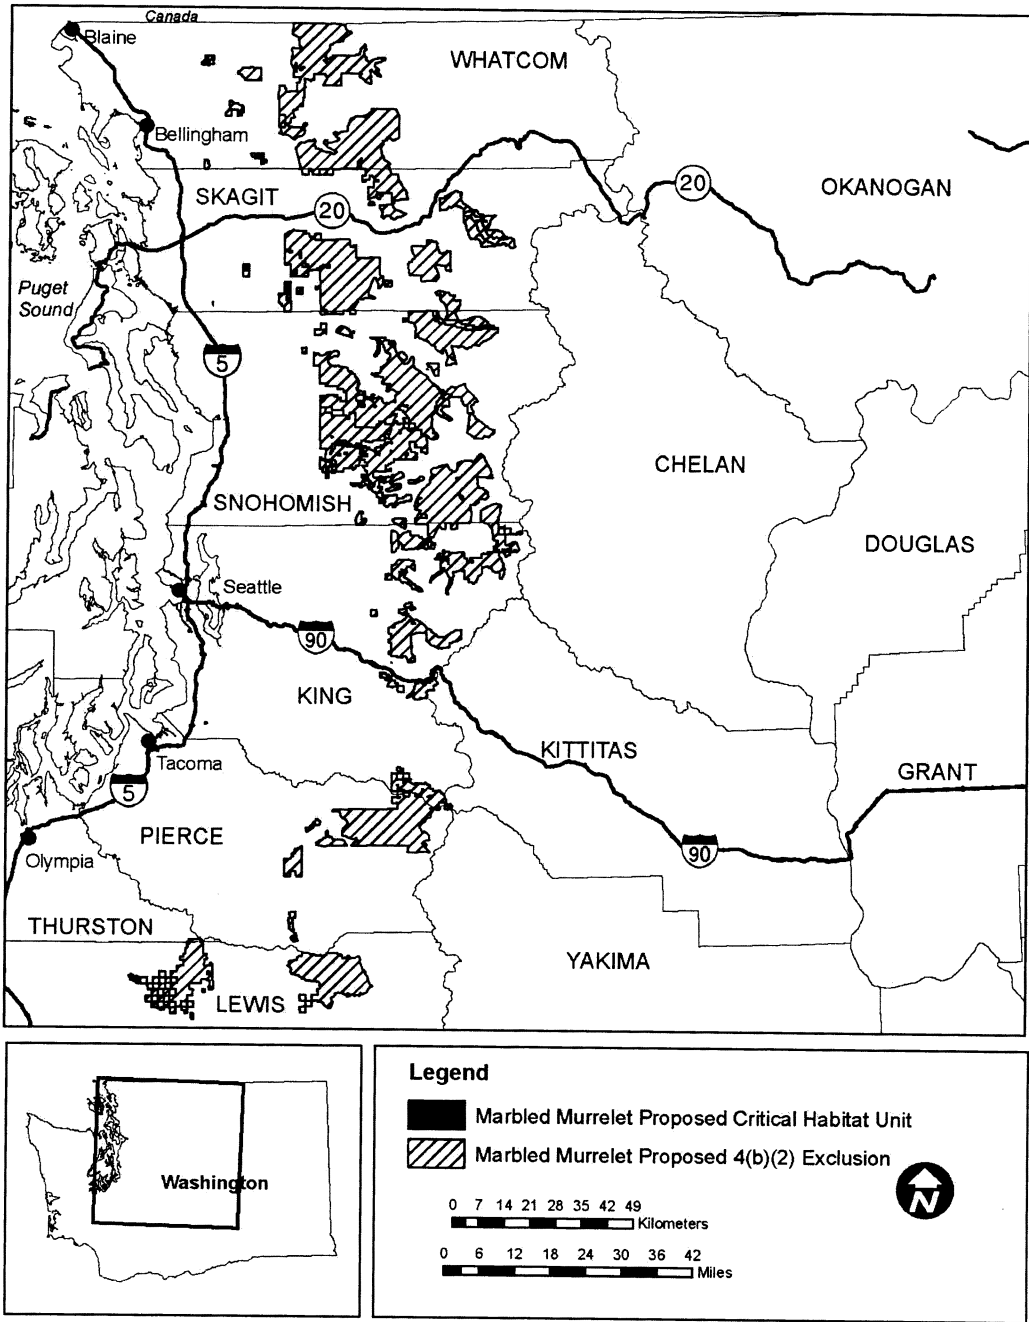 Canada
Blaine
WHATCOM
Bellingham
SKAGIT
20
20
OKANOGAN
Puget
Sound
5
CHELAN
SNOHOMISH
DOUGLAS
Seattle
90
KING
KITTITAS
Tacoma
GRANT
5
PIERCE
90
Olympia
THURSTON
YAKIMA
LEWIS
Washington
Legend
Marbled Murrelet Proposed Critical Habitat Unit
Marbled Murrelet Proposed 4(b)(2) Exclusion
N
0 7 14 21 28 35 42 49
Kilometers
0 6 12 18 24 30 36 42
Miles